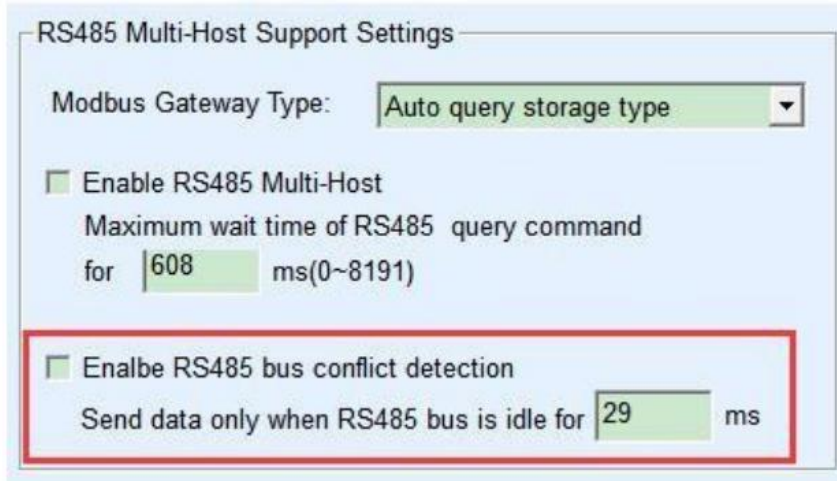 RS485 Multi-Host Support Settings
Modbus Gateway Type: Auto query storage type
Enable RS485 Multi-Host
Maximum wait time of RS485 query command
for 608 ms(0~8191)
Enalbe RS485 bus conflict detection
Send data only when RS485 bus is idle for 29 ms